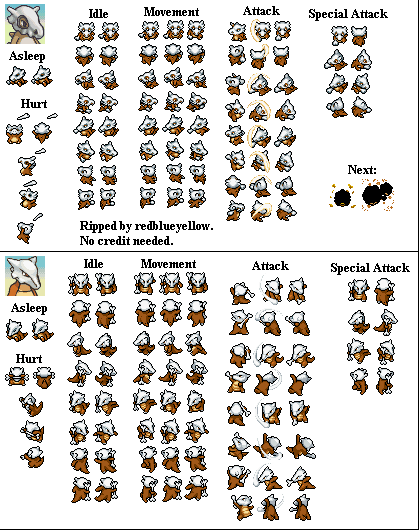 Idle
Movement
Attack
Special Attack
Asleep
Hurt
Next:
Ripped by redblueyellow.
No credit needed.
Idle
Movement
Attack
Special Attack
Asleep
Hurt